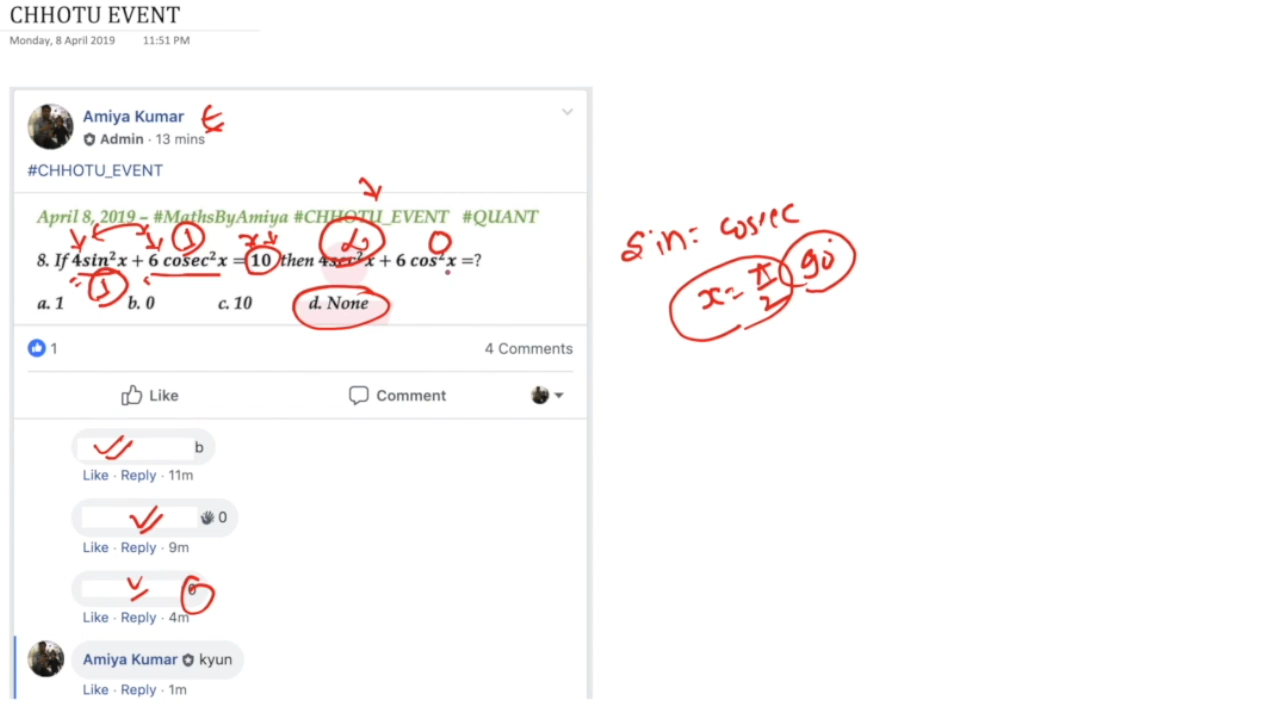 CHHOTU EVENT
Monday, 8 April 2019 11:51 PM
Amiya Kumar
Admin · 13 mins
#CHHOTU_EVENT
April 8, 2019 – #MathsByAmiya #CHHOTU_EVENT #QUANT
1 0
8. If 4sin²x + 6 cosec²x = 10 then 4sec²x + 6 cos²x =?
1
a. 1 b. 0 c. 10 d. None
sin = cosec
x = π/2 90°
1 4 Comments
Like Comment
b
Like · Reply · 11m
0
Like · Reply · 9m
Like · Reply · 4m
Amiya Kumar kyun
Like · Reply · 1m